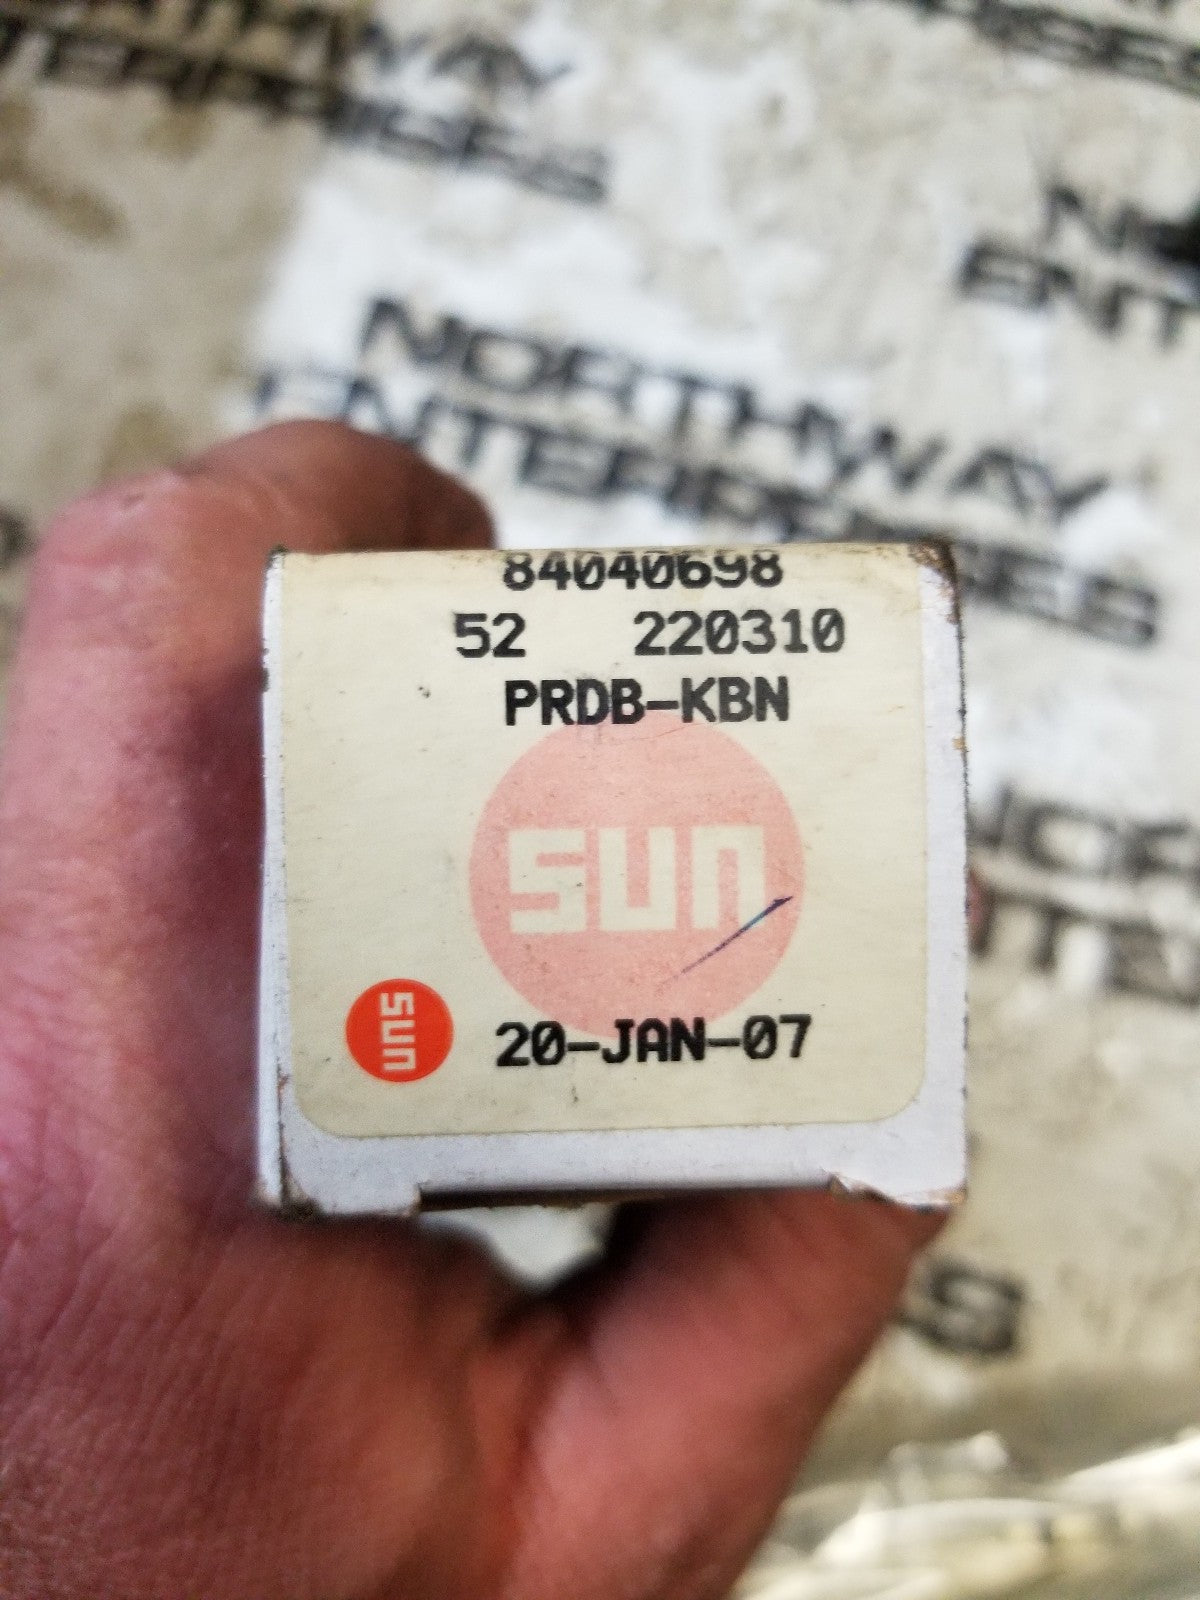 NORTHWAY
ENTERPRISES
84040698
52 220310
PRDB-KBN
sun
sun
20-JAN-07